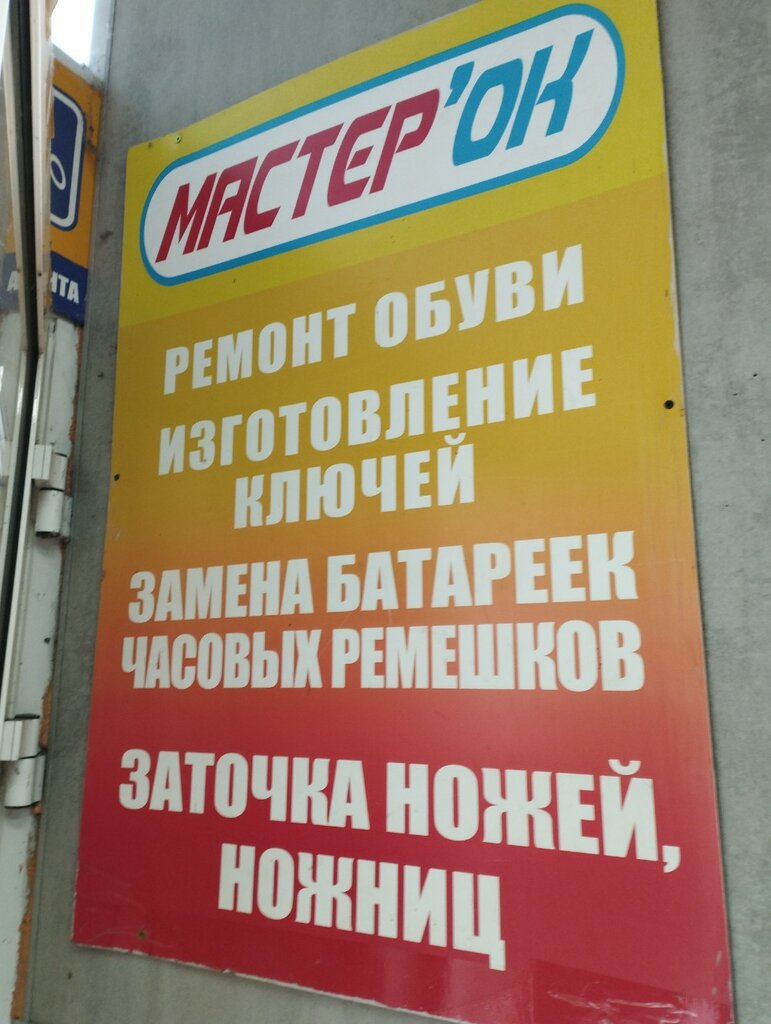 МАСТЕР'ОК
РЕМОНТ ОБУВИ
ИЗГОТОВЛЕНИЕ
КЛЮЧЕЙ
ЗАМЕНА БАТАРЕЕК
ЧАСОВЫХ РЕМЕШКОВ
ЗАТОЧКА НОЖЕЙ,
НОЖНИЦ